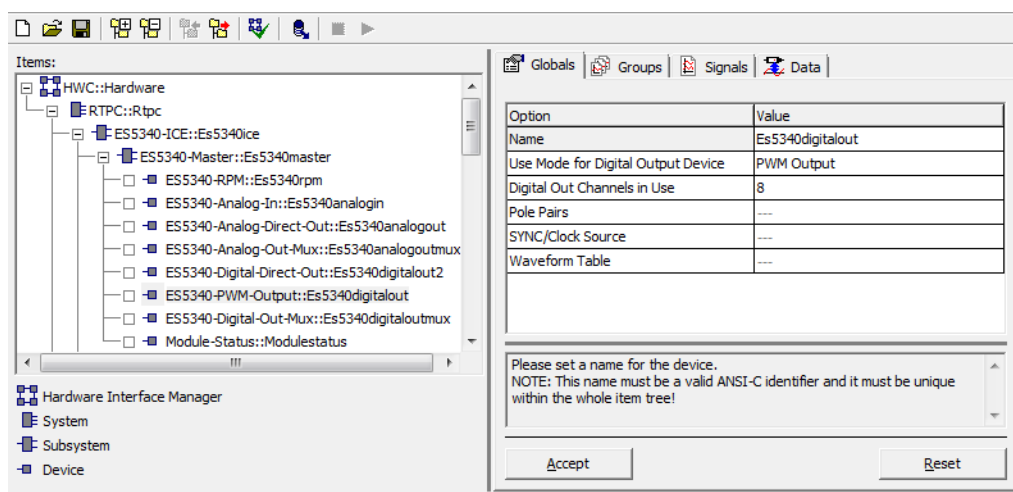 Items:
HWC::Hardware
RTPC::Rtpc
ES5340-ICE::Es5340ice
ES5340-Master::Es5340master
ES5340-RPM::Es5340rpm
ES5340-Analog-In::Es5340analogin
ES5340-Analog-Direct-Out::Es5340analogout
ES5340-Analog-Out-Mux::Es5340analogoutmux
ES5340-Digital-Direct-Out::Es5340digitalout2
ES5340-PWM-Output::Es5340digitalout
ES5340-Digital-Out-Mux::Es5340digitaloutmux
Module-Status::Modulestatus
Hardware Interface Manager
System
Subsystem
Device
Globals Groups Signals Data
Option Value
Name Es5340digitalout
Use Mode for Digital Output Device PWM Output
Digital Out Channels in Use 8
Pole Pairs ---
SYNC/Clock Source ---
Waveform Table ---
Please set a name for the device.
NOTE: This name must be a valid ANSI-C identifier and it must be unique
within the whole item tree!
Accept Reset